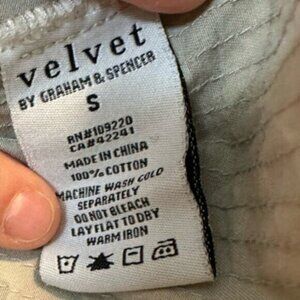 velvet
BY GRAHAM & SPENCER
S
RN#109220
CA#42241
MADE IN CHINA
100% COTTON
MACHINE WASH COLD
SEPARATELY
DO NOT BLEACH
LAY FLAT TO DRY
WARM IRON